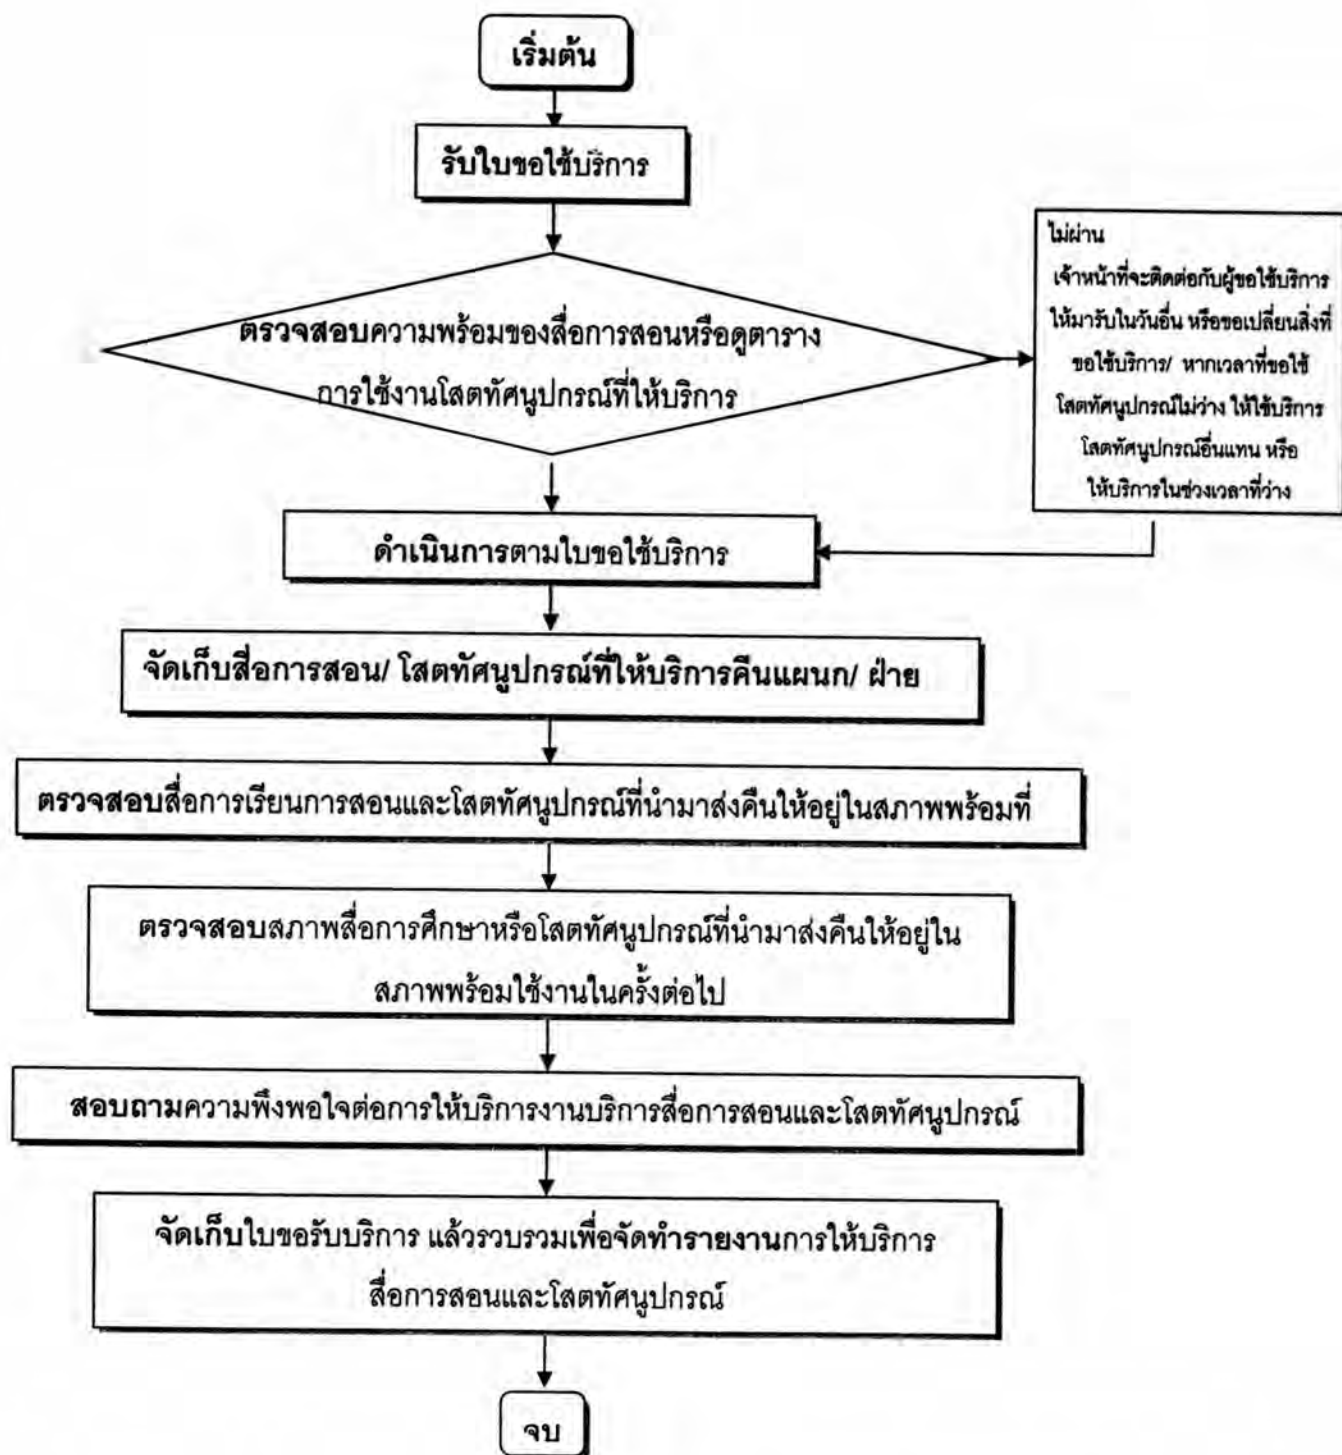 เริ่มต้น
รับใบขอใช้บริการ
ตรวจสอบความพร้อมของสื่อการสอนหรือดูตาราง
การใช้งานโสตทัศนูปกรณ์ที่ให้บริการ
ไม่ผ่าน
เจ้าหน้าที่จะติดต่อกับผู้ขอใช้บริการ
ให้มารับในวันอื่น หรือขอเปลี่ยนสิ่งที่
ขอใช้บริการ/ หากเวลาที่ขอใช้
โสตทัศนูปกรณ์ไม่ว่าง ให้ใช้บริการ
โสตทัศนูปกรณ์อื่นแทน หรือ
ให้บริการในช่วงเวลาที่ว่าง
ดำเนินการตามใบขอใช้บริการ
จัดเก็บสื่อการสอน/ โสตทัศนูปกรณ์ที่ให้บริการคืนแผนก/ ฝ่าย
ตรวจสอบสื่อการเรียนการสอนและโสตทัศนูปกรณ์ที่นำมาส่งคืนให้อยู่ในสภาพพร้อมที่
ตรวจสอบสภาพสื่อการศึกษาหรือโสตทัศนูปกรณ์ที่นำมาส่งคืนให้อยู่ใน
สภาพพร้อมใช้งานในครั้งต่อไป
สอบถามความพึงพอใจต่อการให้บริการงานบริการสื่อการสอนและโสตทัศนูปกรณ์
จัดเก็บใบขอรับบริการ แล้วรวบรวมเพื่อจัดทำรายงานการให้บริการ
สื่อการสอนและโสตทัศนูปกรณ์
จบ